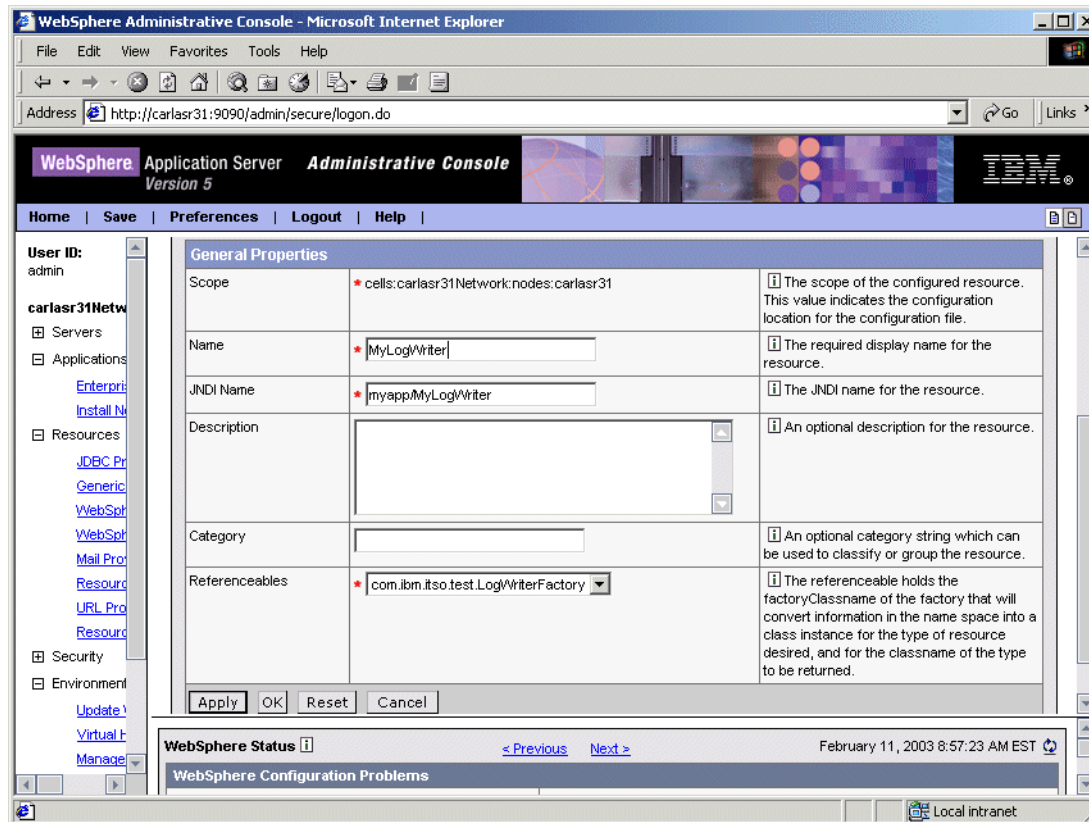 WebSphere Administrative Console - Microsoft Internet Explorer
File Edit View Favorites Tools Help
Address http://carlasr31:9090/admin/secure/logon.do Go Links
WebSphere Application Server Administrative Console
Version 5
IBM
Home | Save | Preferences | Logout | Help |
User ID:
admin
carlasr31Netw
Servers
Applications
Enterpri
Install N
Resources
JDBC Pr
Generic
WebSph
WebSph
Mail Pro
Resourc
URL Pro
Resourc
Security
Environment
Update
Virtual H
Manage
General Properties
Scope
* cells:carlasr31Network:nodes:carlasr31
i The scope of the configured resource.
This value indicates the configuration
location for the configuration file.
Name
* MyLogWriter
i The required display name for the
resource.
JNDI Name
* myapp/MyLogWriter
i The JNDI name for the resource.
Description
i An optional description for the resource.
Category
i An optional category string which can
be used to classify or group the resource.
Referenceables
* com.ibm.itso.test.LogWriterFactory
i The referenceable holds the
factoryClassname of the factory that will
convert information in the name space into a
class instance for the type of resource
desired, and for the classname of the type
to be returned.
Apply OK Reset Cancel
WebSphere Status i < Previous Next > February 11, 2003 8:57:23 AM EST
WebSphere Configuration Problems
Local intranet